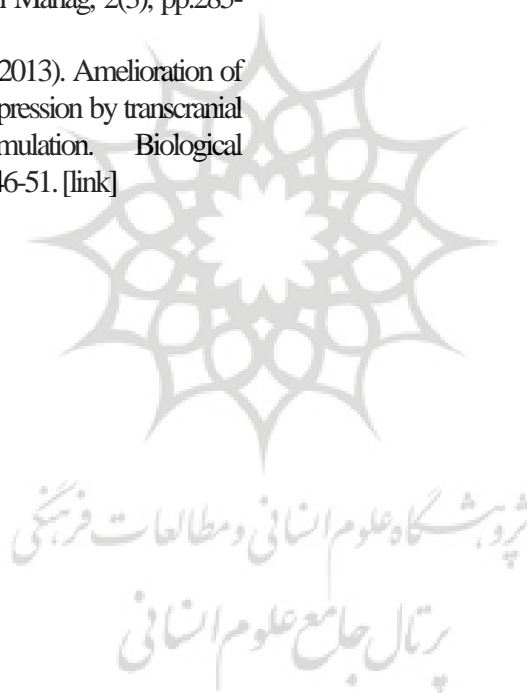 Manag, 2(3), pp.283-
2013). Amelioration of
pression by transcranial
mulation. Biological
46-51. [link]
پژوهشگاه علوم انسانی و مطالعات فرهنگی
پرتال جامع علوم انسانی